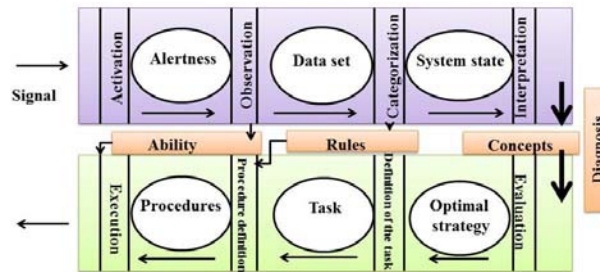 Signal
Activation
Alertness
Observation
Data set
Categorization
System state
Interpretation
Ability
Rules
Concepts
Diagnosis
Execution
Procedures
Procedure definition
Task
Definition of the task
Optimal
strategy
Evaluation